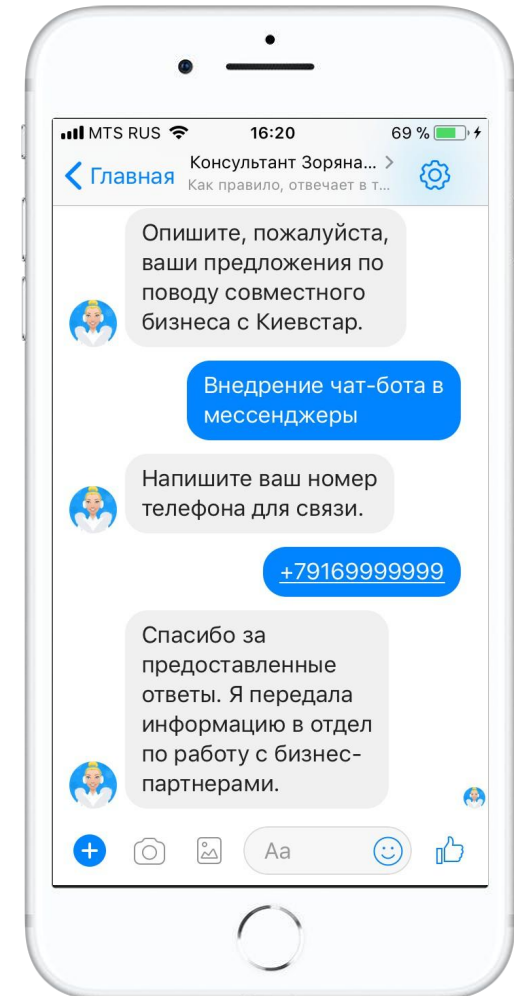 MTS RUS 16:20 69 %
Главная Консультант Зоряна... >
Как правило, отвечает в т...
Опишите, пожалуйста,
ваши предложения по
поводу совместного
бизнеса с Киевстар.
Внедрение чат-бота в
мессенджеры
Напишите ваш номер
телефона для связи.
+79169999999
Спасибо за
предоставленные
ответы. Я передала
информацию в отдел
по работу с бизнес-
партнерами.
Aa